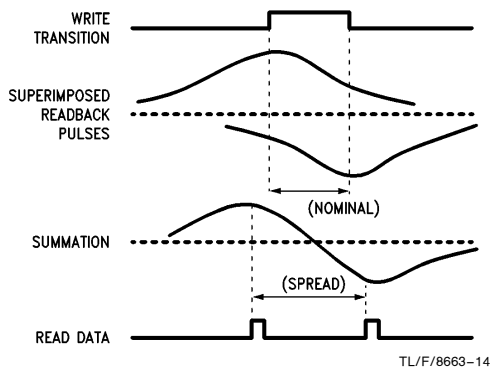 WRITE
TRANSITION
SUPERIMPOSED
READBACK
PULSES
(NOMINAL)
SUMMATION
(SPREAD)
READ DATA
TL/F/8663–14